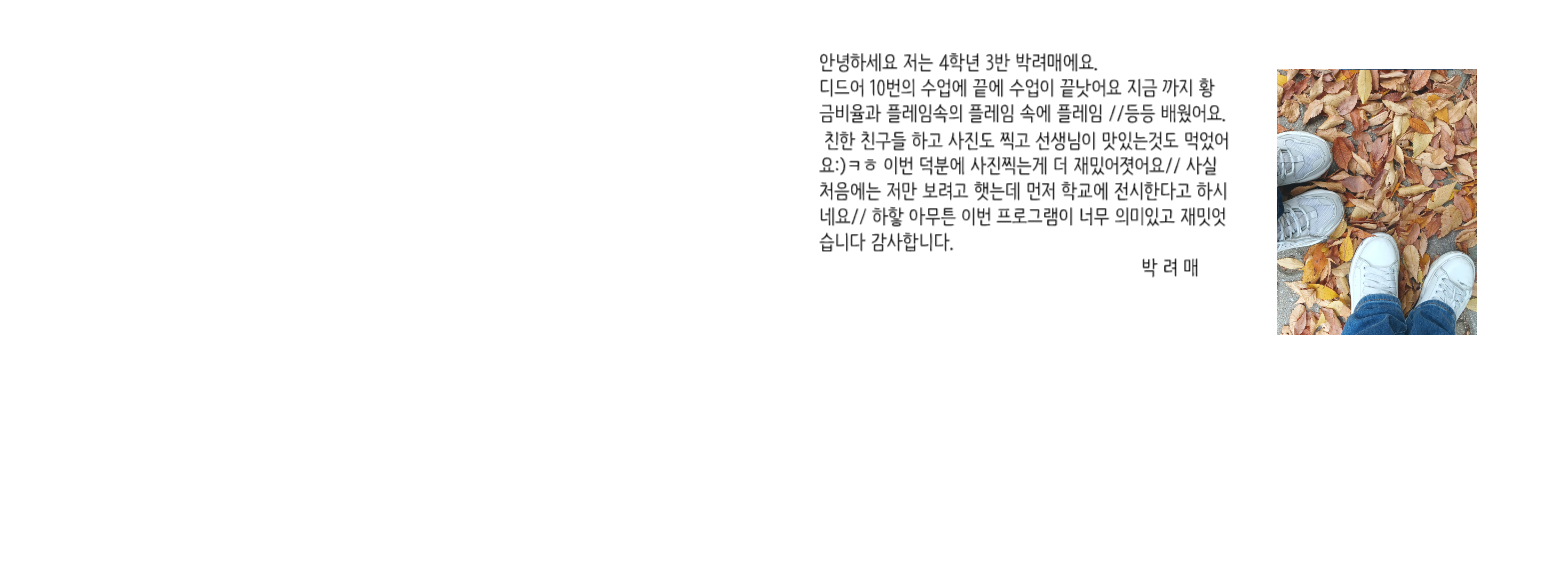 안녕하세요 저는 4학년 3반 박려매에요.
디드어 10번의 수업에 끝에 수업이 끝낫어요 지금 까지 황
금비율과 플레임속의 플레임 속에 플레임 //등등 배웠어요.
친한 친구들 하고 사진도 찍고 선생님이 맛있는것도 먹었어
요:)ㅋㅎ 이번 덕분에 사진찍는게 더 재밌어졋어요// 사실
처음에는 저만 보려고 햇는데 먼저 학교에 전시한다고 하시
네요// 하핳 아무튼 이번 프로그램이 너무 의미있고 재밋엇
습니다 감사합니다.
박 려 매